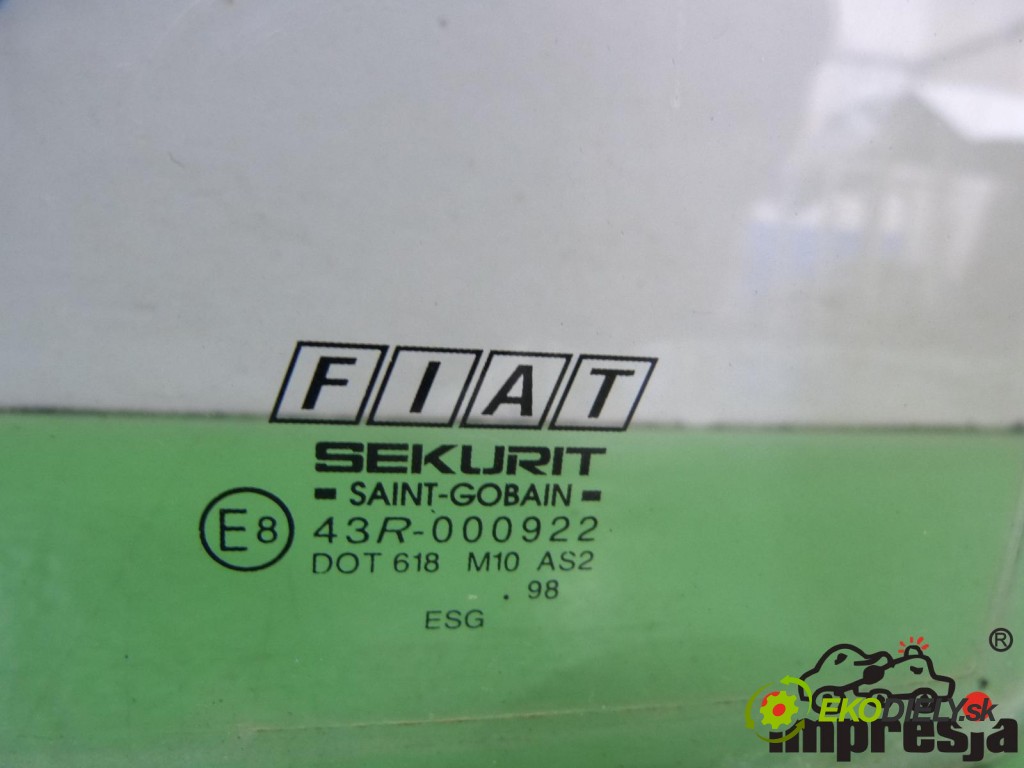 FIAT
SEKURIT
- SAINT-GOBAIN -
E8 43R-000922
DOT 618 M10 AS2
. 98
ESG
®
EKODIELY.sk
impresja